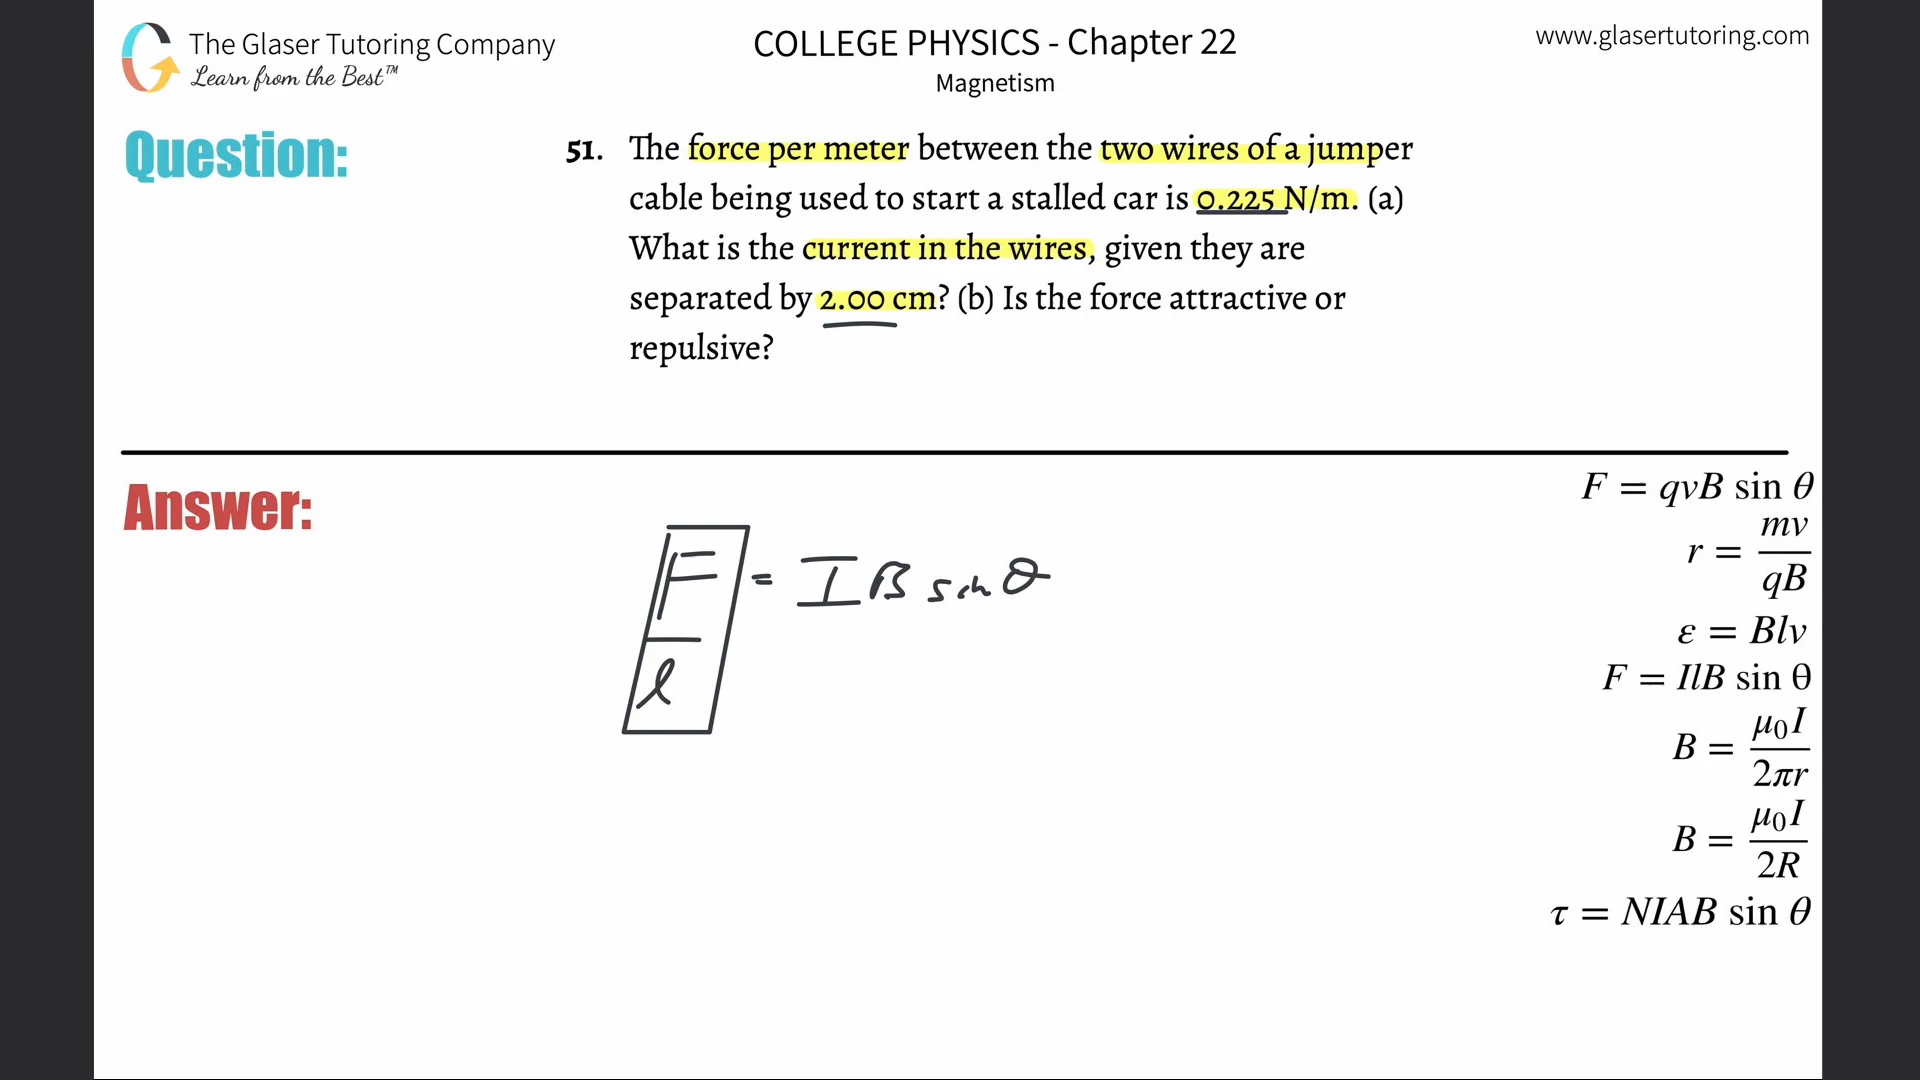 The Glaser Tutoring Company
Learn from the Best™
COLLEGE PHYSICS - Chapter 22
Magnetism
www.glasertutoring.com
Question:
51. The force per meter between the two wires of a jumper
cable being used to start a stalled car is 0.225 N/m. (a)
What is the current in the wires, given they are
separated by 2.00 cm? (b) Is the force attractive or
repulsive?
Answer:
F/l = I B sin θ
F = qvB sin θ
r = mv/qB
ε = Blv
F = IlB sin θ
B = μ₀I/2πr
B = μ₀I/2R
τ = NIAB sin θ